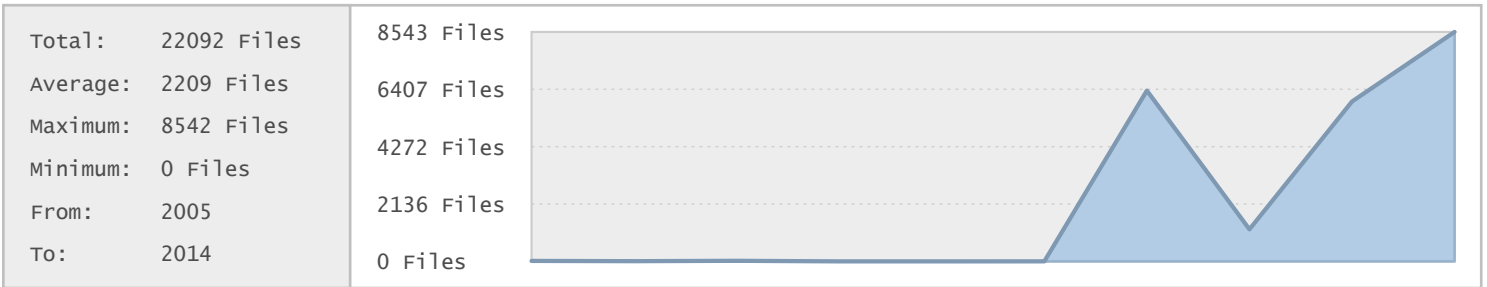 Total: 22092 Files
Average: 2209 Files
Maximum: 8542 Files
Minimum: 0 Files
From: 2005
To: 2014
8543 Files
6407 Files
4272 Files
2136 Files
0 Files